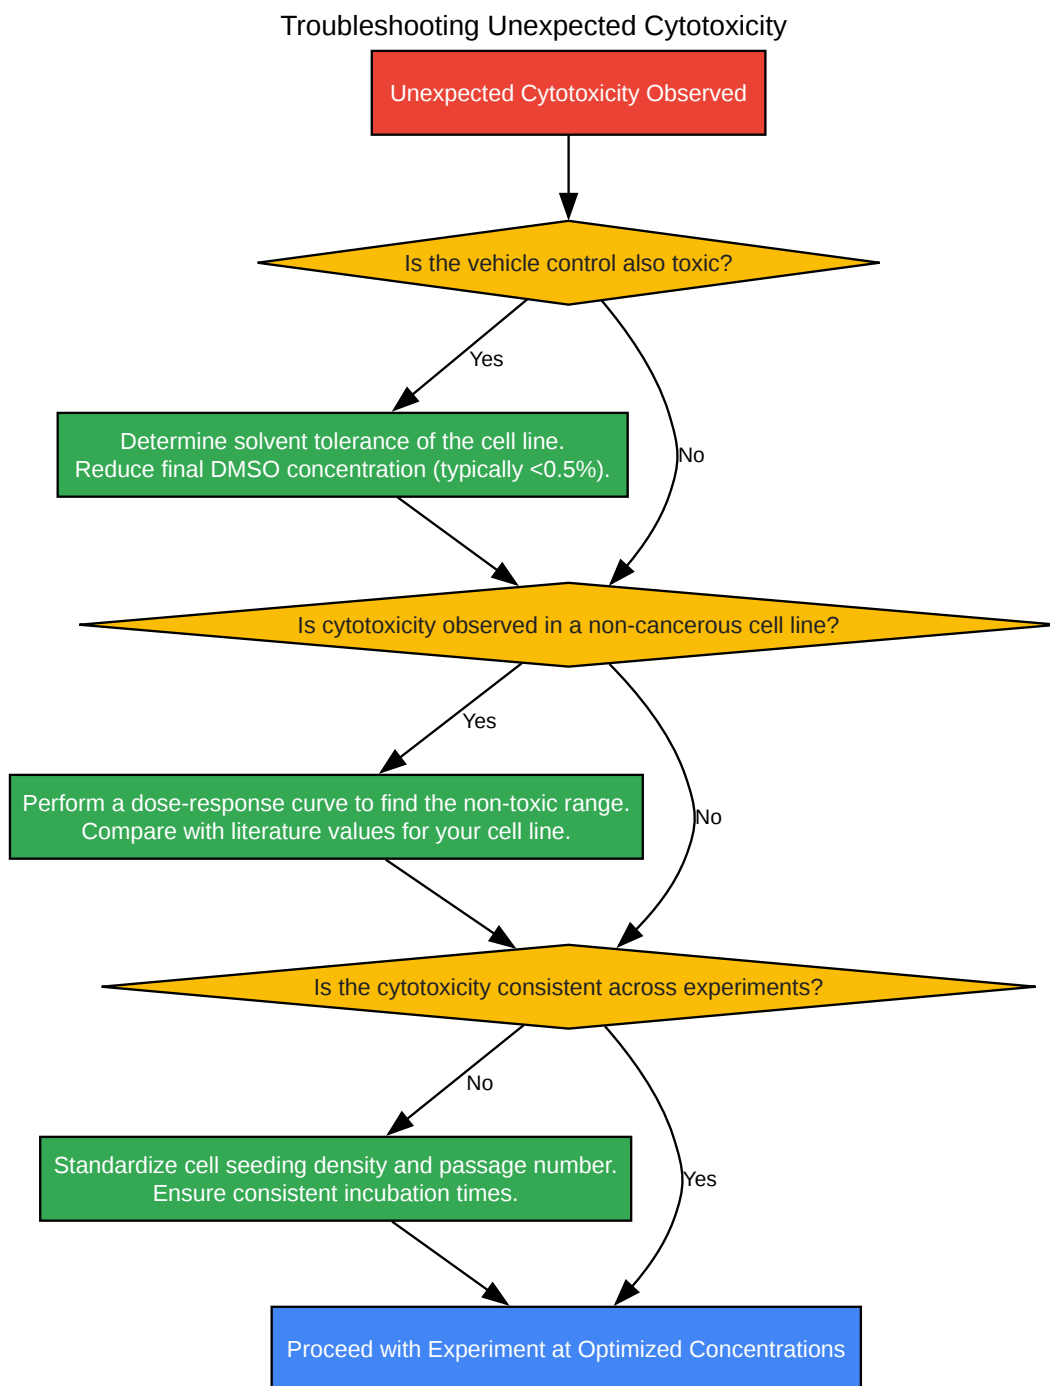 Troubleshooting Unexpected Cytotoxicity
Unexpected Cytotoxicity Observed
Is the vehicle control also toxic?
Yes
Determine solvent tolerance of the cell line.
Reduce final DMSO concentration (typically <0.5%).
No
Is cytotoxicity observed in a non-cancerous cell line?
Yes
Perform a dose-response curve to find the non-toxic range.
Compare with literature values for your cell line.
No
Is the cytotoxicity consistent across experiments?
No
Standardize cell seeding density and passage number.
Ensure consistent incubation times.
Yes
Proceed with Experiment at Optimized Concentrations